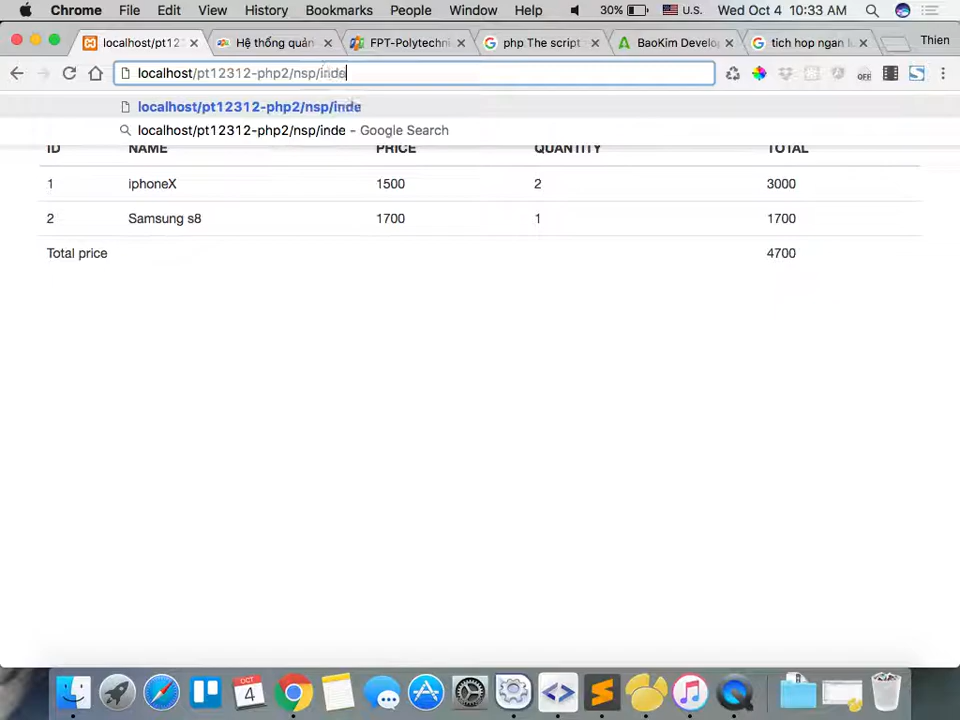 Chrome File Edit View History Bookmarks People Window Help 30% U.S. Wed Oct 4 10:33 AM
localhost/pt12 Hệ thống quản FPT-Polytechni php The script BaoKim Develo tich hop ngan Thien
localhost/pt12312-php2/nsp/inde OFF
localhost/pt12312-php2/nsp/inde
localhost/pt12312-php2/nsp/inde – Google Search
ID NAME PRICE QUANTITY TOTAL
1 iphoneX 1500 2 3000
2 Samsung s8 1700 1 1700
Total price 4700
OCT
4